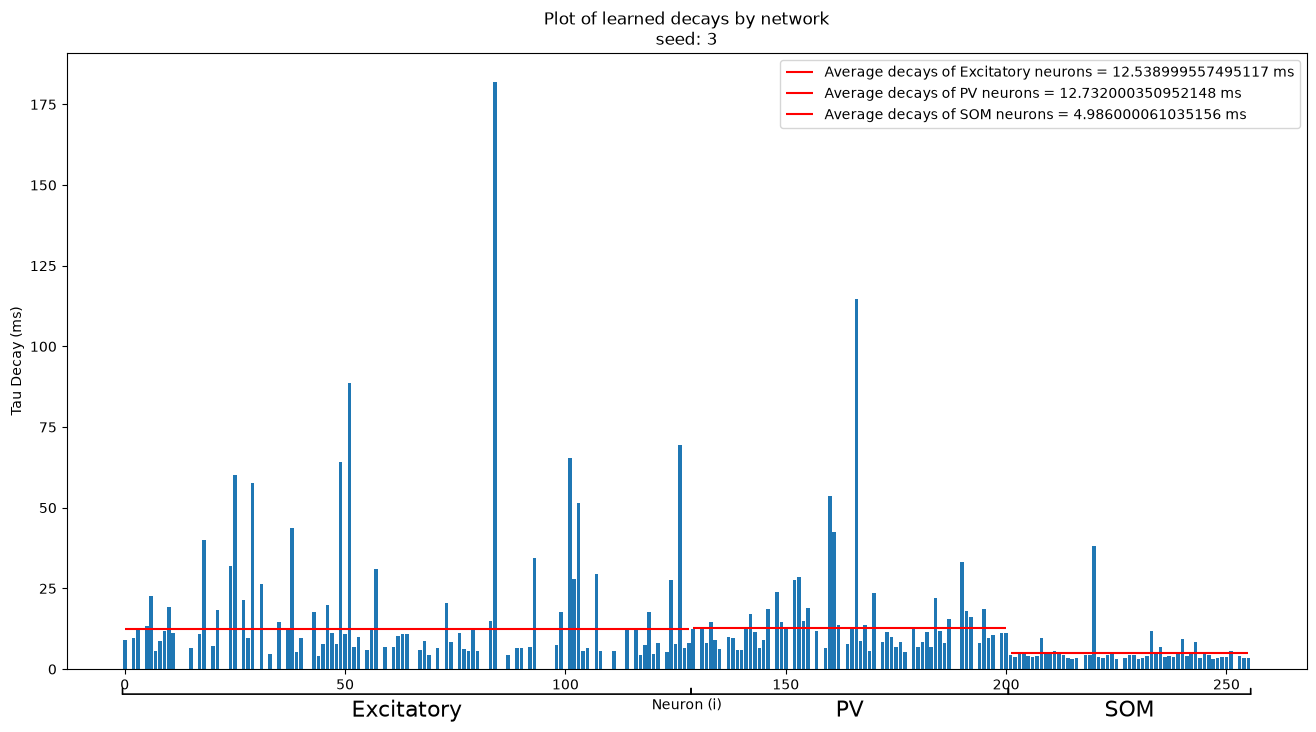 Plot of learned decays by network
seed: 3
Average decays of Excitatory neurons = 12.538999557495117 ms
Average decays of PV neurons = 12.732000350952148 ms
Average decays of SOM neurons = 4.986000061035156 ms
Tau Decay (ms)
175
150
125
100
75
50
25
0
0 50 100 150 200 250
Neuron (i)
Excitatory PV SOM